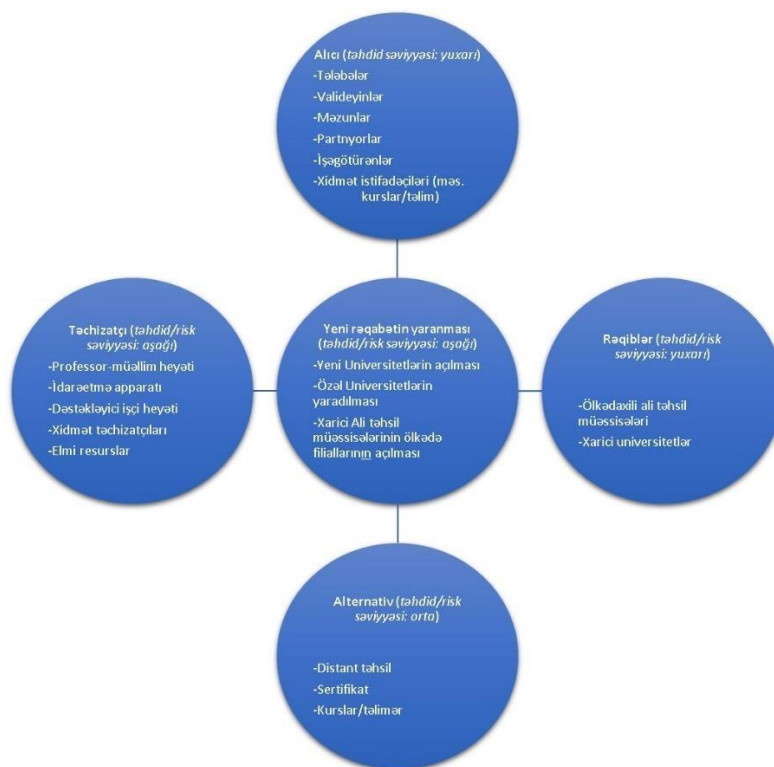 Alıcı (təhdid səviyyəsi: yuxarı)
-Tələbələr
-Valideyinlər
-Məzunlar
-Partnyorlar
-İşəgötürənlər
-Xidmət istifadəçiləri (məs.
kurslar/təlim)
Təchizatçı (təhdid/risk
səviyyəsi: aşağı)
-Professor-müəllim heyəti
-İdarəetmə apparatı
-Dəstəkləyici işçi heyəti
-Xidmət təchizatçıları
-Elmi resurslar
Yeni rəqabətin yaranması
(təhdid/risk səviyyəsi: aşağı)
-Yeni Universitetlərin açılması
-Özəl Universitetlərin
yaradılması
-Xarici Ali təhsil
müəssisələrinin ölkədə
filiallarının açılması
Rəqiblər (təhdid/risk
səviyyəsi: yuxarı)
-Ölkədaxili ali təhsil
müəssisələri
-Xarici universitetlər
Alternativ (təhdid/risk
səviyyəsi: orta)
-Distant təhsil
-Sertifikat
-Kurslar/təlimər